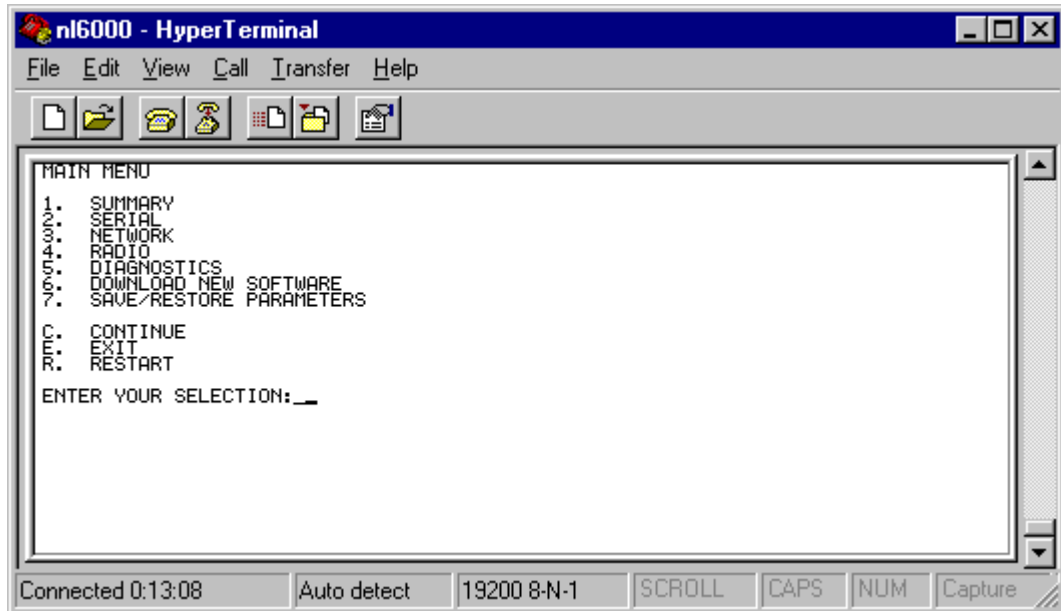 nl6000 - HyperTerminal
File Edit View Call Transfer Help
MAIN MENU
1. SUMMARY
2. SERIAL
3. NETWORK
4. RADIO
5. DIAGNOSTICS
6. DOWNLOAD NEW SOFTWARE
7. SAVE/RESTORE PARAMETERS
C. CONTINUE
E. EXIT
R. RESTART
ENTER YOUR SELECTION:__
Connected 0:13:08 Auto detect 19200 8-N-1 SCROLL CAPS NUM Capture